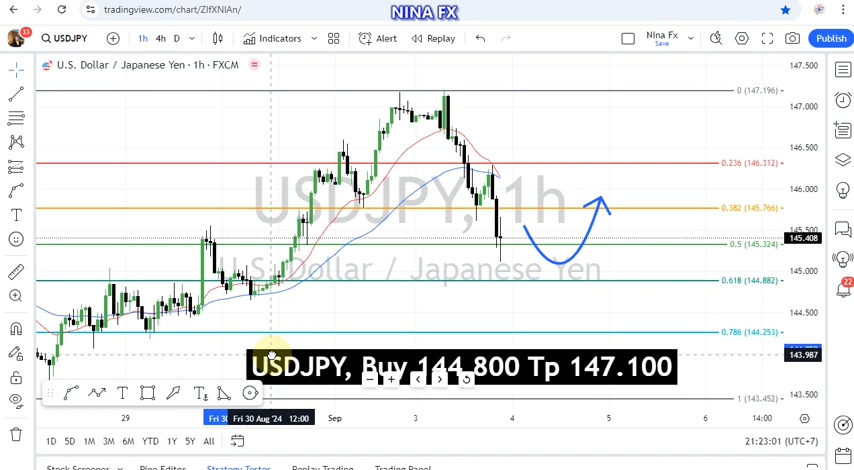 NINA FX
tradingview.com/chart/ZIfXNIAn/
33
USDJPY
1h 4h D
Indicators
Alert
Replay
Nina Fx
Save
Publish
U.S. Dollar / Japanese Yen · 1h · FXCM
147.500
0 (147.196)
147.000
146.500
0.236 (146.312)
146.000
0.382 (145.766)
145.500
145.408
0.5 (145.324)
145.000
0.618 (144.882)
144.500
0.786 (144.253)
143.987
143.500
1 (143.452)
USDJPY, 1h
U.S. Dollar / Japanese Yen
22
USDJPY, Buy 144.800 Tp 147.100
29
Fri 30 Aug '24 12:00
Sep
3
4
5
14:00
1D 5D 1M 3M 6M YTD 1Y 5Y All
21:23:01 (UTC+7)
Stock Screener
Pine Editor
Strategy Tester
Replay Trading
Trading Panel